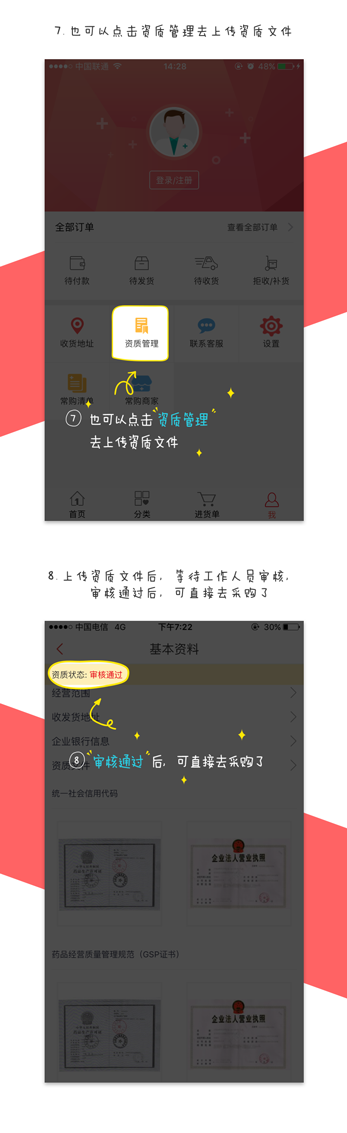 7. 也可以点击资质管理去上传资质文件
中国联通 14:28 48%
登录/注册
全部订单 查看全部订单
待付款 待发货 待收货 拒收/补货
收货地址 资质管理 联系客服 设置
常购清单 常购商家
⑦ 也可以点击"资质管理"
去上传资质文件
首页 分类 进货单 我
8. 上传资质文件后，等待工作人员审核，
审核通过后，可直接去采购了
中国电信 4G 下午7:22 30%
基本资料
资质状态: 审核通过
经营范围
收发货地
企业银行信息
资 件
⑧ "审核通过"后，可直接去采购了
统一社会信用代码
企业法人营业执照
药品经营质量管理规范（GSP证书）
企业法人营业执照